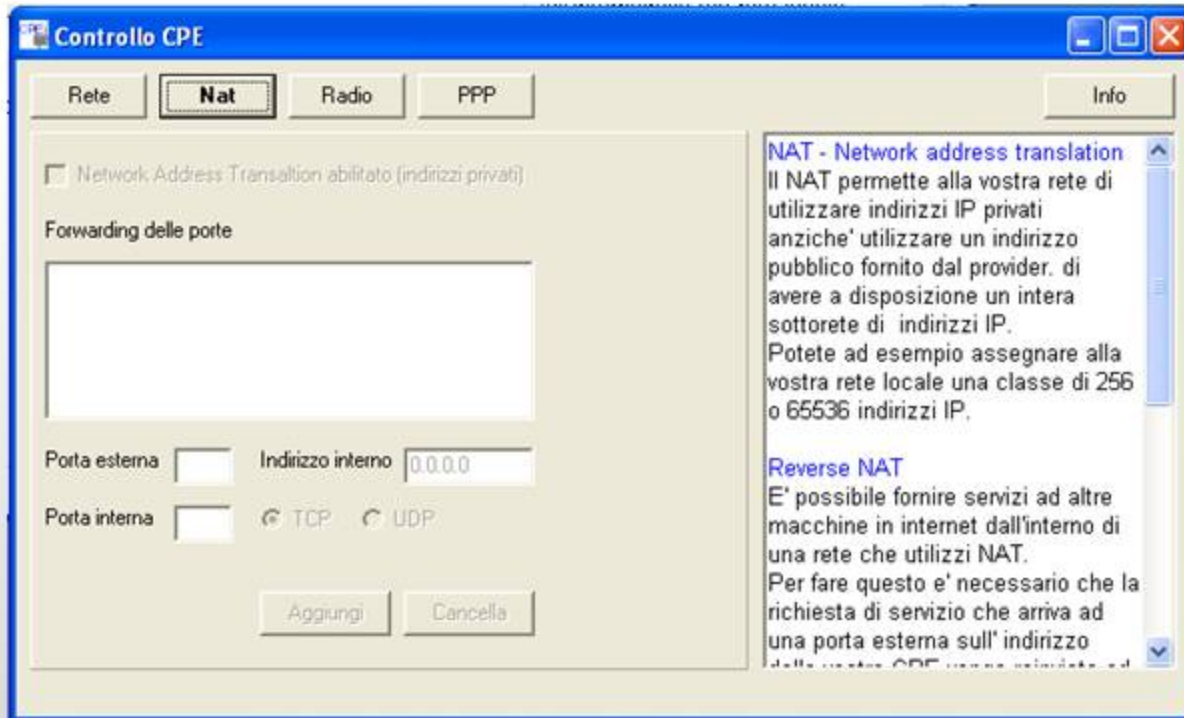 Controllo CPE
Rete Nat Radio PPP Info
Network Address Transaltion abilitato (indirizzi privati)
Forwarding delle porte
Porta esterna Indirizzo interno 0.0.0.0
Porta interna TCP UDP
Aggiungi Cancella
NAT - Network address translation
Il NAT permette alla vostra rete di
utilizzare indirizzi IP privati
anziche' utilizzare un indirizzo
pubblico fornito dal provider. di
avere a disposizione un intera
sottorete di indirizzi IP.
Potete ad esempio assegnare alla
vostra rete locale una classe di 256
o 65536 indirizzi IP.
Reverse NAT
E' possibile fornire servizi ad altre
macchine in internet dall'interno di
una rete che utilizzi NAT.
Per fare questo e' necessario che la
richiesta di servizio che arriva ad
una porta esterna sull' indirizzo